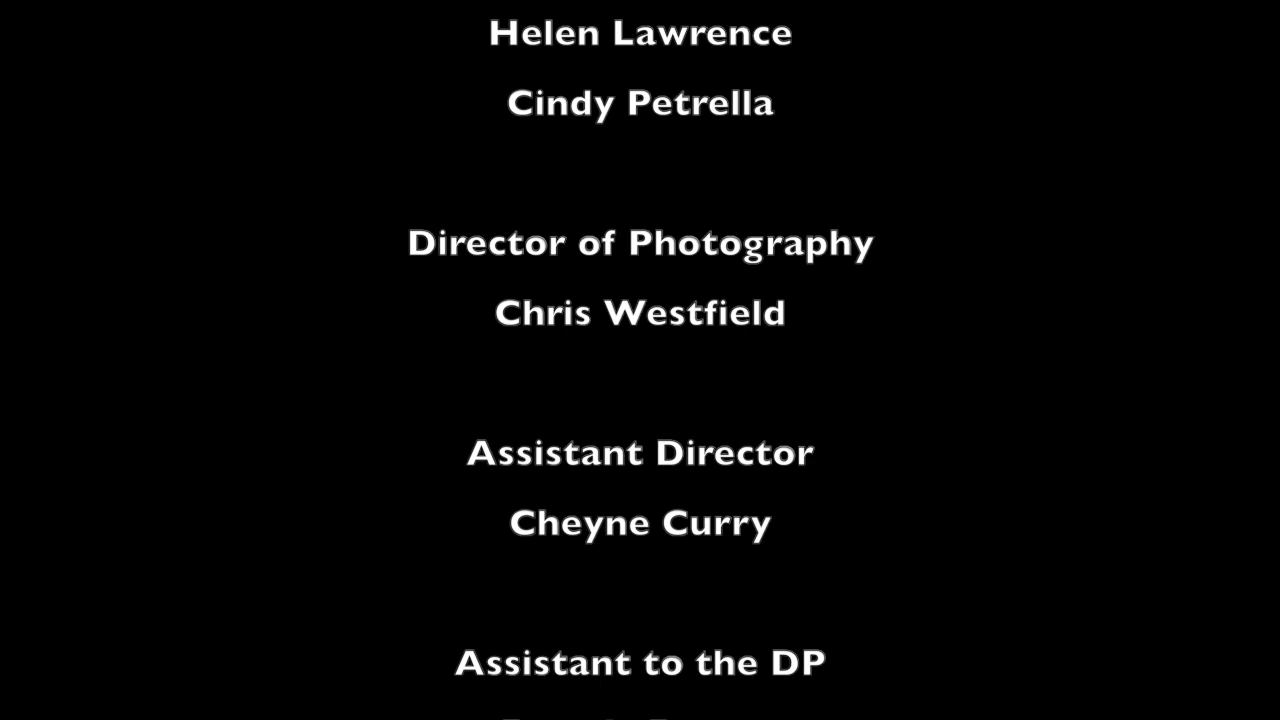 Helen Lawrence
Cindy Petrella
Director of Photography
Chris Westfield
Assistant Director
Cheyne Curry
Assistant to the DP